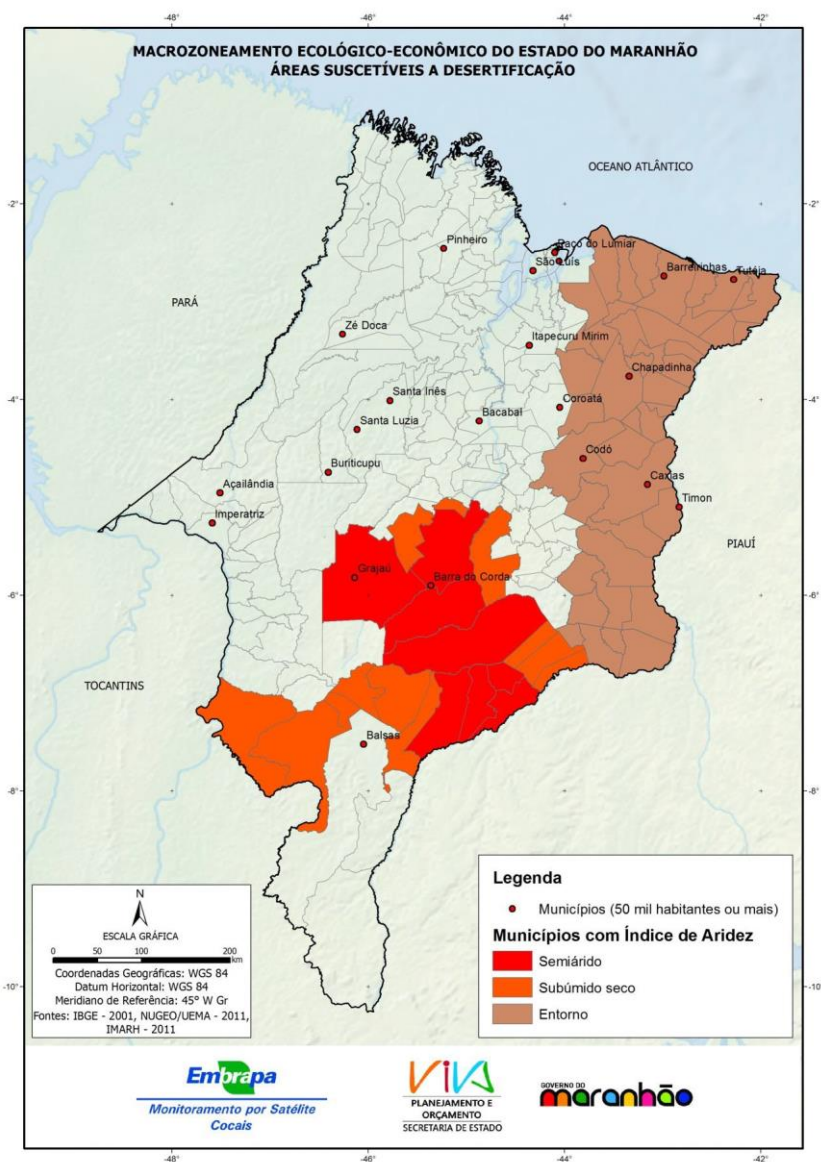 -48°
-46°
-44°
-42°
MACROZONEAMENTO ECOLÓGICO-ECONÔMICO DO ESTADO DO MARANHÃO
ÁREAS SUSCETÍVEIS A DESERTIFICAÇÃO
OCEANO ATLÂNTICO
-2°
-2°
Pinheiro
Paço do Lumiar
São Luís
Barreirinhas
Tutóia
PARÁ
Zé Doca
Itapecuru Mirim
Chapadinha
-4°
-4°
Santa Inês
Coroatá
Santa Luzia
Bacabal
Buriticupu
Codó
Açailândia
Caxias
Timon
Imperatriz
PIAUÍ
Grajaú
Barra do Corda
-6°
-6°
TOCANTINS
Balsas
-8°
-8°
Legenda
Municípios (50 mil habitantes ou mais)
Municípios com Índice de Aridez
Semiárido
Subúmido seco
Entorno
N
ESCALA GRÁFICA
0 50 100 200
km
Coordenadas Geográficas: WGS 84
Datum Horizontal: WGS 84
Meridiano de Referência: 45° W Gr
Fontes: IBGE - 2001, NUGEO/UEMA - 2011,
IMARH - 2011
-10°
-10°
Embrapa
Monitoramento por Satélite
Cocais
VIVA
PLANEJAMENTO E
ORÇAMENTO
SECRETARIA DE ESTADO
GOVERNO DO
maranhão
-48°
-46°
-44°
-42°